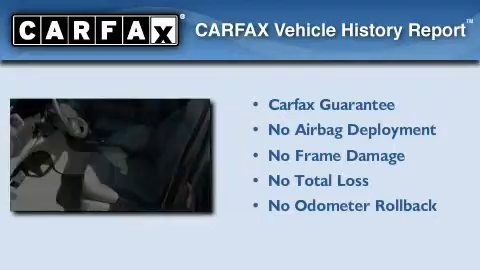 CARFAX® CARFAX Vehicle History Report™
• Carfax Guarantee
• No Airbag Deployment
• No Frame Damage
• No Total Loss
• No Odometer Rollback